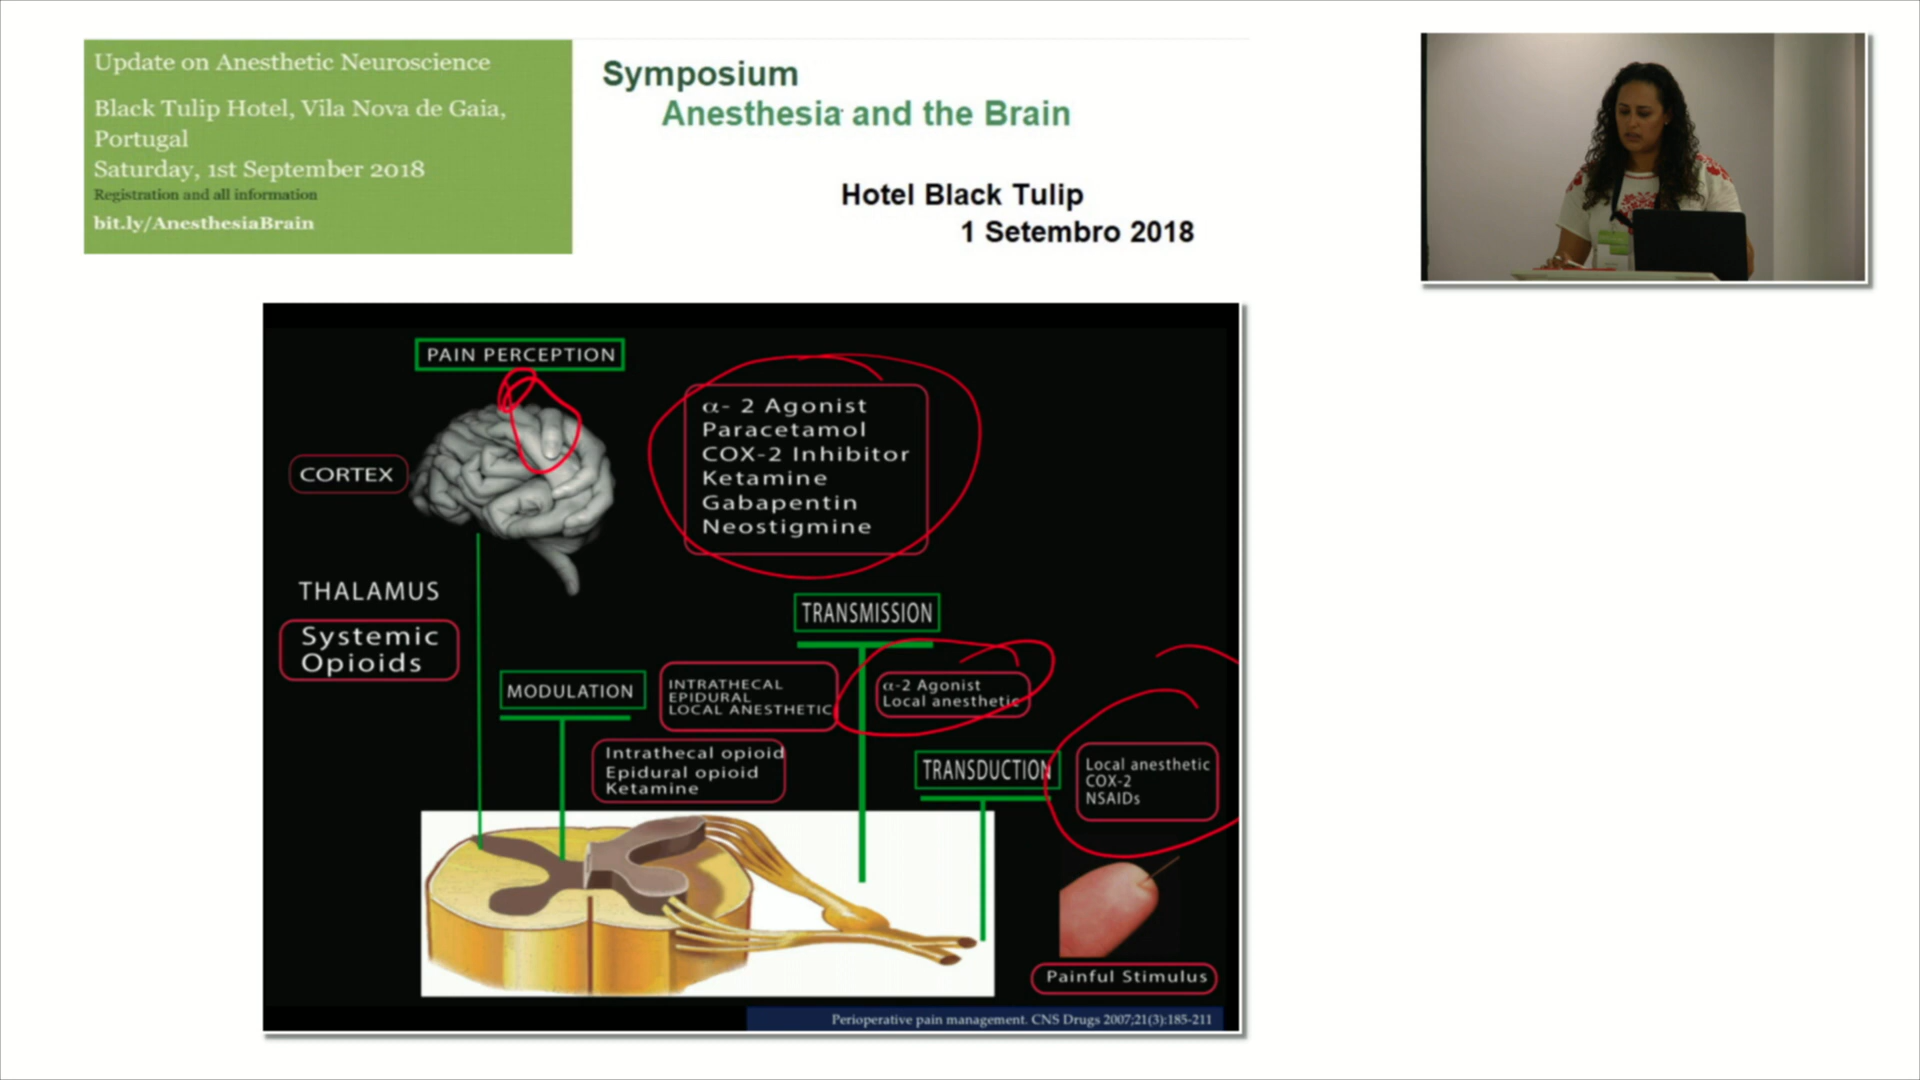 Update on Anesthetic Neuroscience
Black Tulip Hotel, Vila Nova de Gaia,
Portugal
Saturday, 1st September 2018
Registration and all information
bit.ly/AnesthesiaBrain
Symposium
Anesthesia and the Brain
Hotel Black Tulip
1 Setembro 2018
PAIN PERCEPTION
α- 2 Agonist
Paracetamol
COX-2 Inhibitor
Ketamine
Gabapentin
Neostigmine
CORTEX
THALAMUS
Systemic
Opioids
TRANSMISSION
MODULATION
INTRATHECAL
EPIDURAL
LOCAL ANESTHETIC
α-2 Agonist
Local anesthetic
Intrathecal opioid
Epidural opioid
Ketamine
TRANSDUCTION
Local anesthetic
COX-2
NSAIDs
Painful Stimulus
Perioperative pain management. CNS Drugs 2007;21(3):185-211